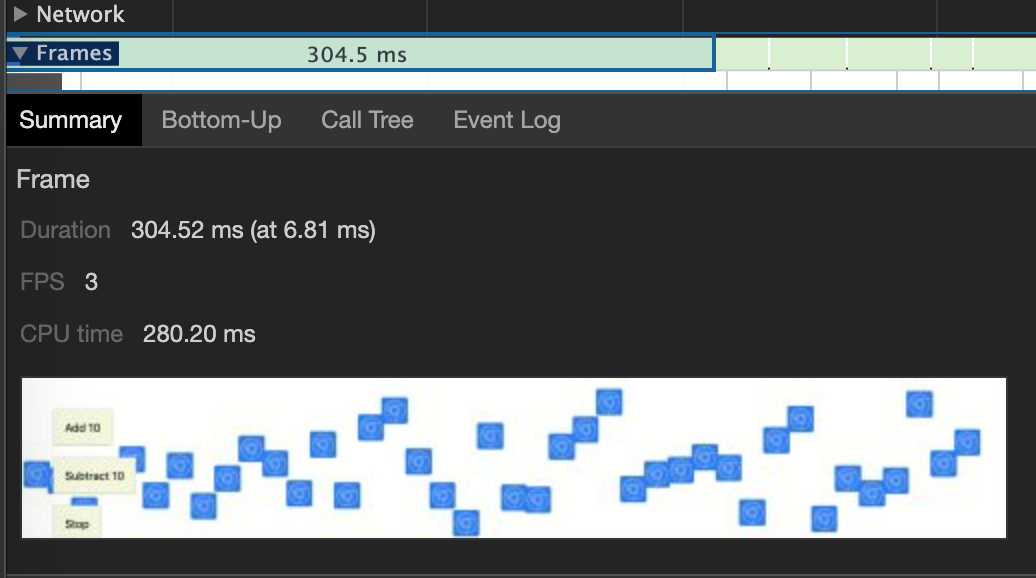 Network
Frames 304.5 ms
Summary Bottom-Up Call Tree Event Log
Frame
Duration 304.52 ms (at 6.81 ms)
FPS 3
CPU time 280.20 ms
Add 10
Subtract 10
Stop